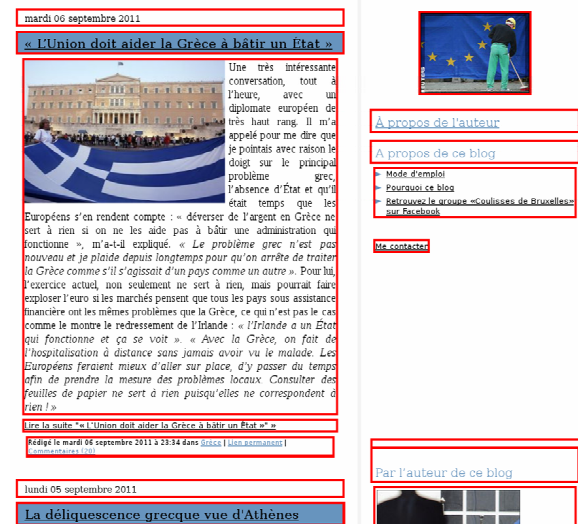 mardi 06 septembre 2011
« L'Union doit aider la Grèce à bâtir un État »
Une très intéressante
conversation, tout à
l'heure, avec un
diplomate européen de
très haut rang. Il m'a
appelé pour me dire que
je pointais avec raison le
doigt sur le principal
problème grec,
l'absence d'État et qu'il
était temps que les
Européens s'en rendent compte : « déverser de l'argent en Grèce ne
sert à rien si on ne les aide pas à bâtir une administration qui
fonctionne », m'a-t-il expliqué. « Le problème grec n'est pas
nouveau et je plaide depuis longtemps pour qu'on arrête de traiter
la Grèce comme s'il s'agissait d'un pays comme un autre ». Pour lui,
l'exercice actuel, non seulement ne sert à rien, mais pourrait faire
exploser l'euro si les marchés pensent que tous les pays sous assistance
financière ont les mêmes problèmes que la Grèce, ce qui n'est pas le cas
comme le montre le redressement de l'Irlande : « l'Irlande a un État
qui fonctionne et ça se voit ». « Avec la Grèce, on fait de
l'hospitalisation à distance sans jamais avoir vu le malade. Les
Européens feraient mieux d'aller sur place, d'y passer du temps
afin de prendre la mesure des problèmes locaux. Consulter des
feuilles de papier ne sert à rien puisqu'elles ne correspondent à
rien ! »
Lire la suite "« L'Union doit aider la Grèce à bâtir un État »" »
Rédigé le mardi 06 septembre 2011 à 23:34 dans Grèce | Lien permanent |
Commentaires (20)
lundi 05 septembre 2011
La déliquescence grecque vue d'Athènes
À propos de l'auteur
A propos de ce blog
Mode d'emploi
Pourquoi ce blog
Retrouvez le groupe «Coulisses de Bruxelles»
sur Facebook
Me contacter
Par l'auteur de ce blog